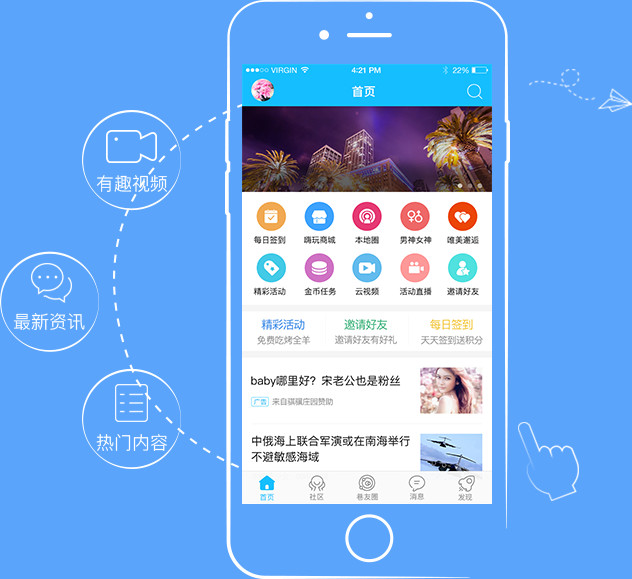 VIRGIN 4:21 PM 22%
首页
有趣视频
最新资讯
热门内容
每日签到 嗨玩商城 本地圈 男神女神 唯美邂逅
精彩活动 金币任务 云视频 活动直播 邀请好友
精彩活动 邀请好友 每日签到
免费吃烤全羊 邀请好友有好礼 天天签到送积分
baby哪里好？宋老公也是粉丝
广告 来自骐骥庄园赞助
中俄海上联合军演或在南海举行
不避敏感海域
首页 社区 巷友圈 消息 发现